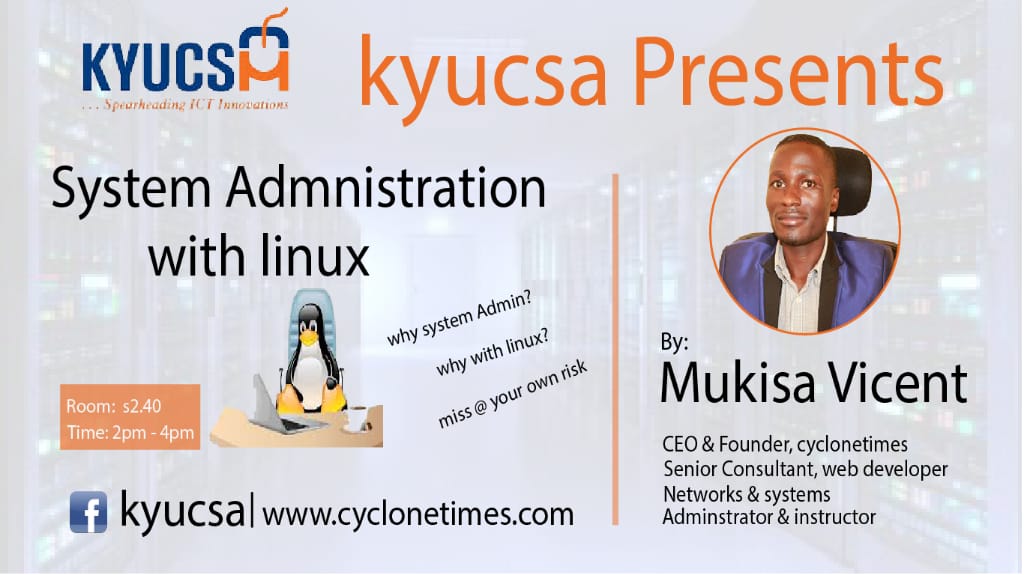 KYUCSA
. . . Spearheading ICT Innovations
kyucsa Presents
System Admnistration
with linux
why system Admin?
why with linux?
miss @ your own risk
Room: s2.40
Time: 2pm - 4pm
f kyucsa| www.cyclonetimes.com
By:
Mukisa Vicent
CEO & Founder, cyclonetimes
Senior Consultant, web developer
Networks & systems
Adminstrator & instructor